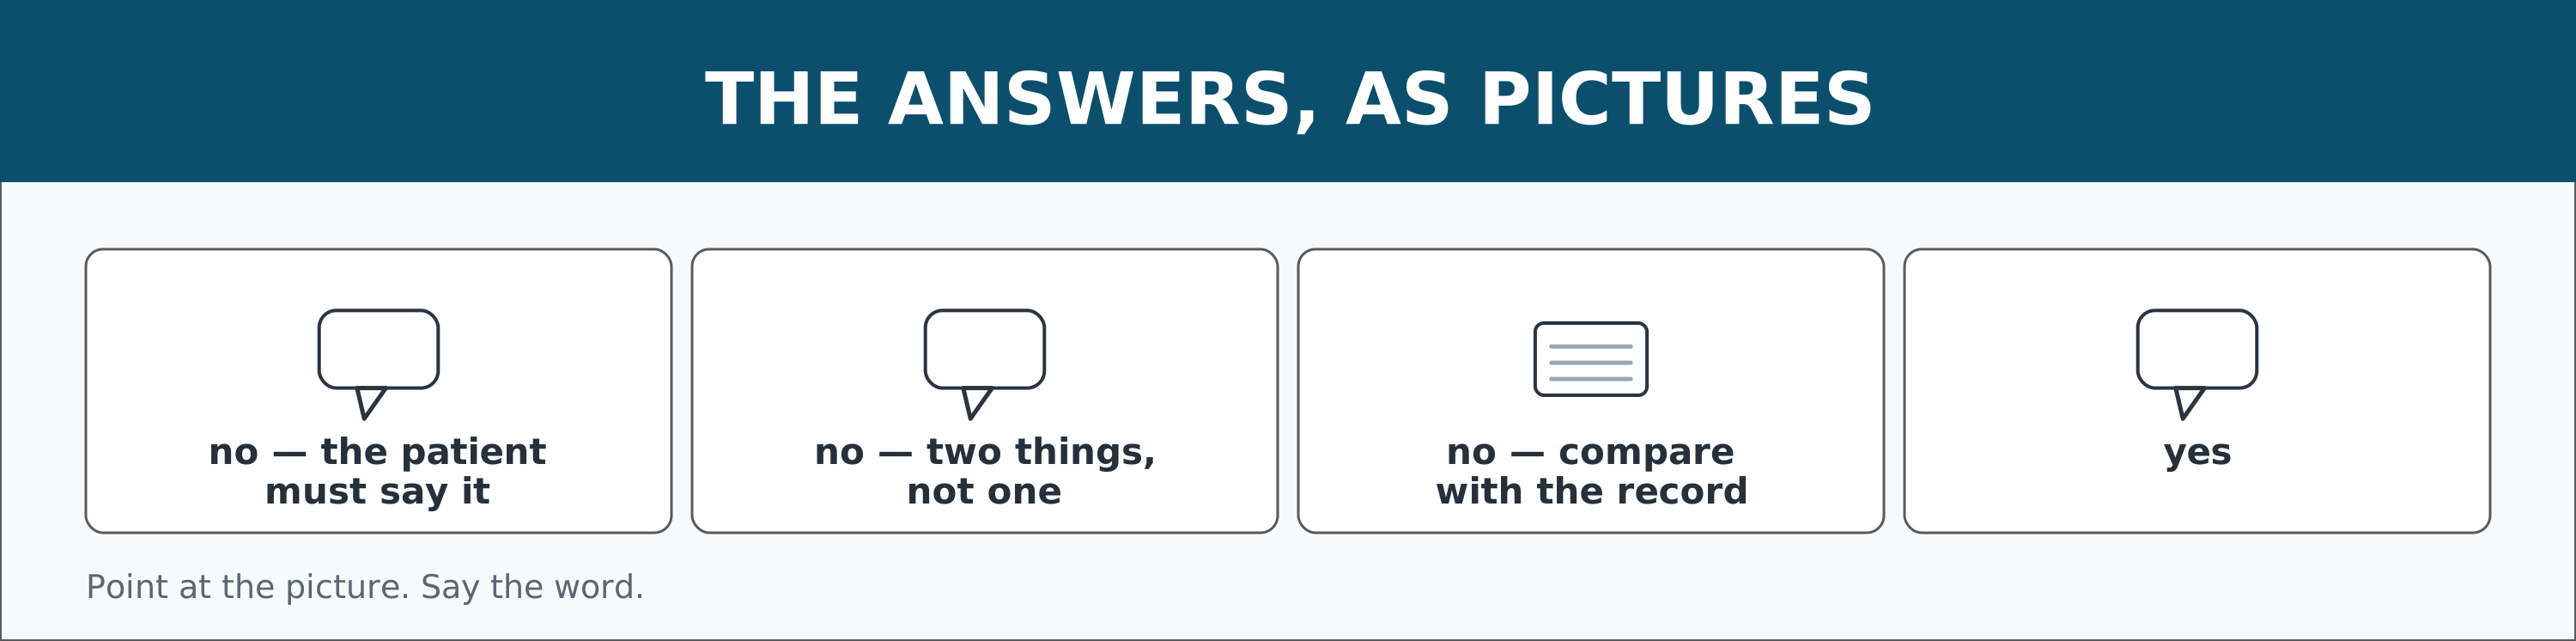 THE ANSWERS, AS PICTURES
no — the patient
must say it
no — two things,
not one
no — compare
with the record
yes
Point at the picture. Say the word.